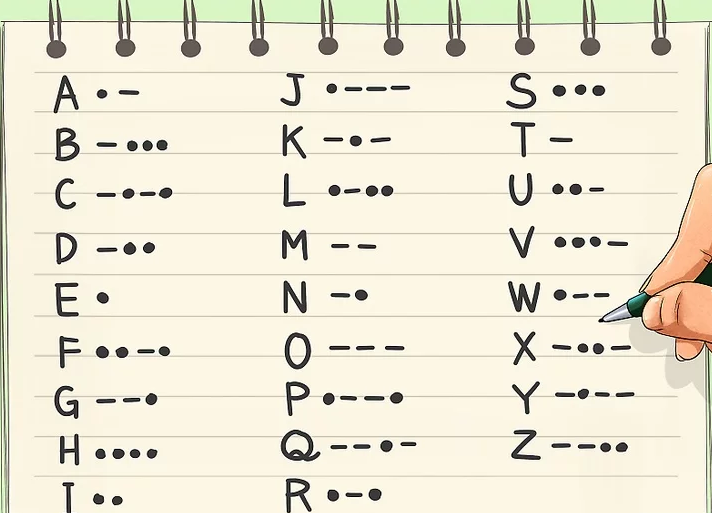 A •–
B –•••
C –•–•
D –••
E •
F ••–•
G ––•
H ••••
I ••
J •–––
K –•–
L •–••
M ––
N –•
O –––
P •––•
Q ––•–
R •–•
S •••
T –
U ••–
V •••–
W •––
X –••–
Y –•––
Z ––••